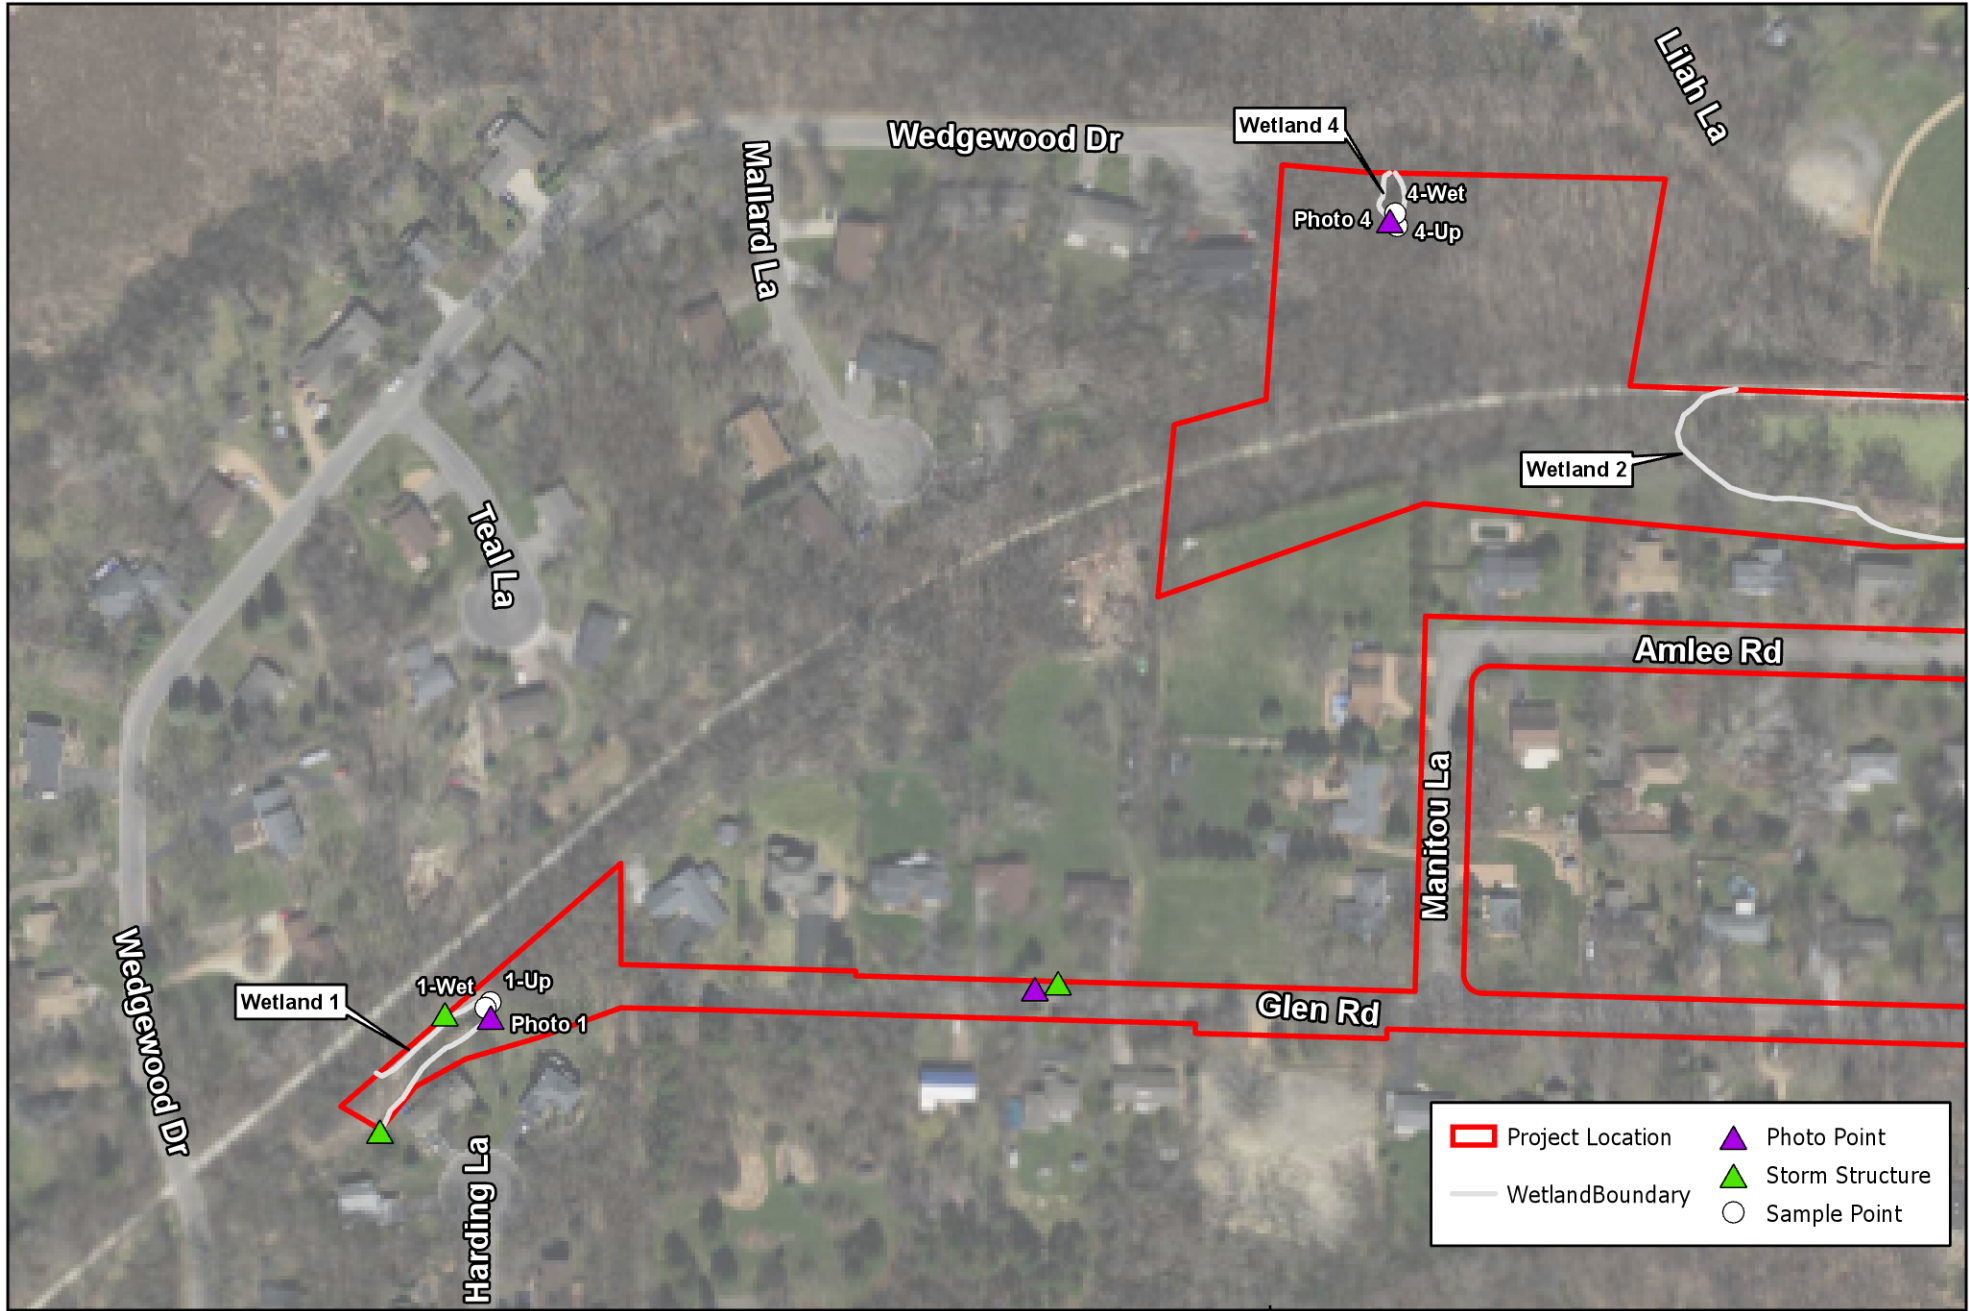 Lilah La
Wedgewood Dr
Wetland 4
Mallard La
4-Wet
Photo 4
4-Up
Wetland 2
Teal La
Amlee Rd
Manitou La
Wedgewood Dr
1-Wet
1-Up
Wetland 1
Photo 1
Glen Rd
Harding La
Project Location
WetlandBoundary
Photo Point
Storm Structure
Sample Point